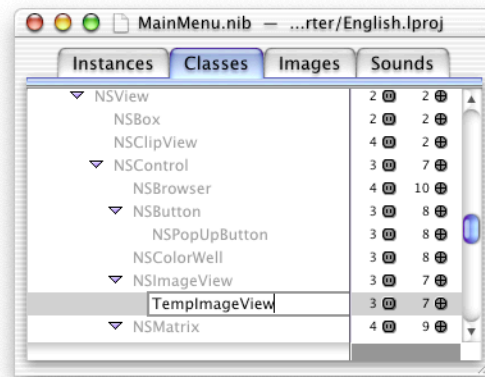 MainMenu.nib — ...rter/English.lproj
Instances Classes Images Sounds
NSView 2 2
NSBox 2 2
NSClipView 4 2
NSControl 3 7
NSBrowser 4 10
NSButton 3 8
NSPopUpButton 3 8
NSColorWell 3 8
NSImageView 3 7
TempImageView 3 7
NSMatrix 4 9